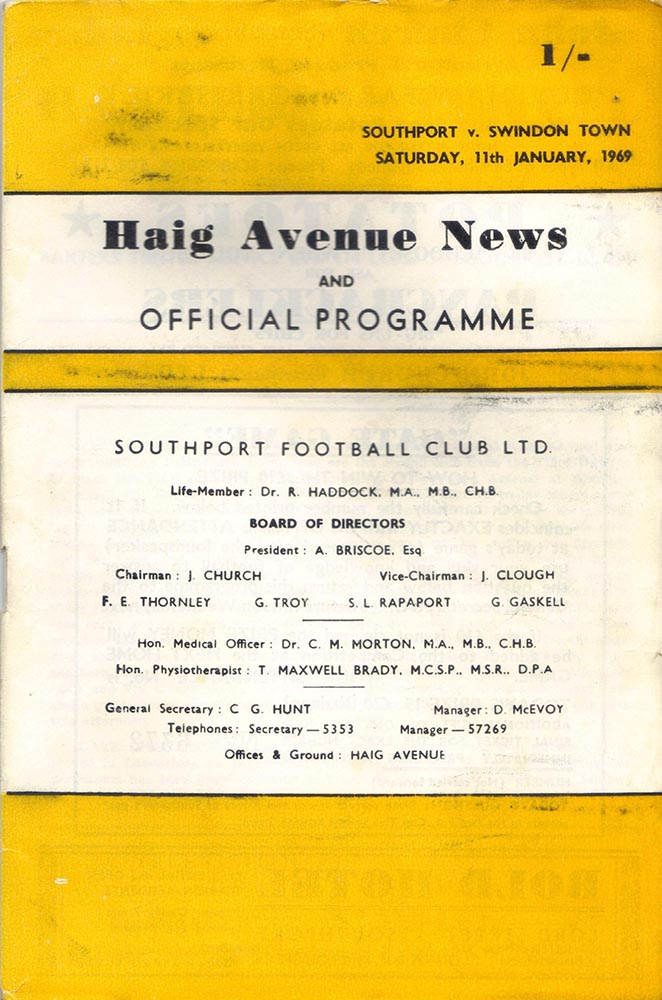 1/-
SOUTHPORT v. SWINDON TOWN
SATURDAY, 11th JANUARY, 1969
Haig Avenue News
AND
OFFICIAL PROGRAMME
SOUTHPORT FOOTBALL CLUB LTD.
Life-Member : Dr. R. HADDOCK, M.A., M.B., CH.B.
BOARD OF DIRECTORS
President : A. BRISCOE, Esq.
Chairman : J. CHURCH Vice-Chairman : J. CLOUGH
F. E. THORNLEY G. TROY S. L. RAPAPORT G. GASKELL
Hon. Medical Officer : Dr. C. M. MORTON, M.A., M.B., C.H.B.
Hon. Physiotherapist : T. MAXWELL BRADY, M.C.S.P., M.S.R., D.P.A
General Secretary : C G. HUNT Manager : D. McEVOY
Telephones : Secretary — 5353 Manager — 57269
Offices & Ground : HAIG AVENUE